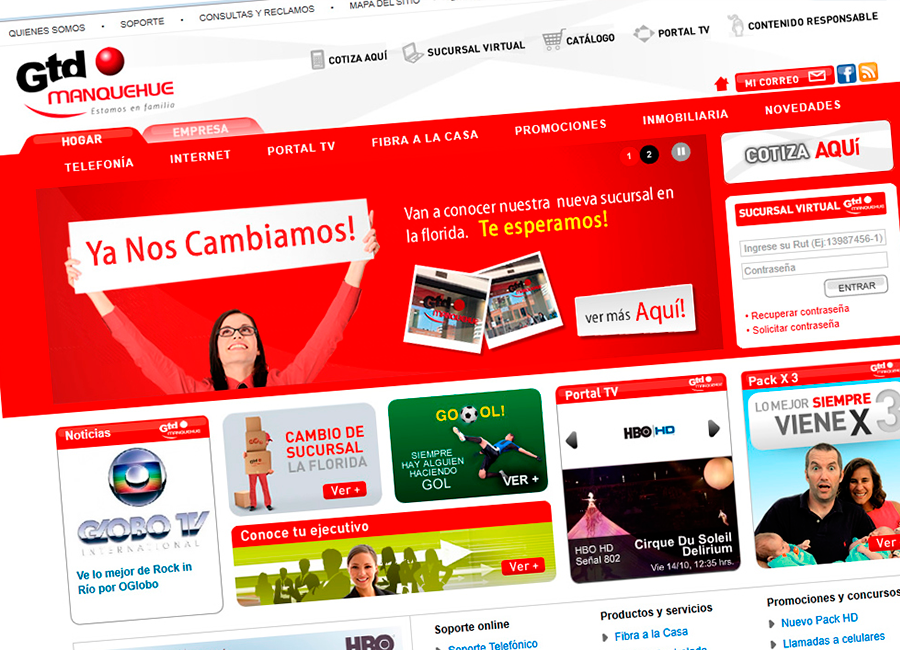 QUIENES SOMOS • SOPORTE • CONSULTAS Y RECLAMOS • MAPA DEL SITIO
Gtd
MANQUEHUE
Estamos en familia
COTIZA AQUÍ
SUCURSAL VIRTUAL
CATÁLOGO
PORTAL TV
CONTENIDO RESPONSABLE
MI CORREO
HOGAR
EMPRESA
TELEFONÍA
INTERNET
PORTAL TV
FIBRA A LA CASA
PROMOCIONES
INMOBILIARIA
NOVEDADES
1 2
Ya Nos Cambiamos!
Van a conocer nuestra nueva sucursal en
la florida. Te esperamos!
Gtd
MANQUEHUE
Gtd
ver más Aquí!
COTIZA AQUÍ
SUCURSAL VIRTUAL Gtd MANQUEHUE
Ingrese su Rut (Ej:13987456-1)
Contraseña
ENTRAR
• Recuperar contraseña
• Solicitar contraseña
Noticias
Gtd MANQUEHUE
GLOBO TV
INTERNATIONAL
Ve lo mejor de Rock in
Río por OGlobo
CAMBIO DE
SUCURSAL
LA FLORIDA
Ver +
GOOOL!
SIEMPRE
HAY ALGUIEN
HACIENDO
GOL
VER +
Conoce tu ejecutivo
Ver +
Portal TV
Gtd MANQUEHUE
HBO HD
HBO HD
Señal 802
Cirque Du Soleil
Delirium
Vie 14/10, 12:35 hrs.
Pack X 3
Gtd MANQUEHUE
LO MEJOR SIEMPRE
VIENE X 3
Ver
HBO
Soporte online
Soporte Telefónico
Productos y servicios
Fibra a la Casa
Promociones y concursos
Nuevo Pack HD
Llamadas a celulares